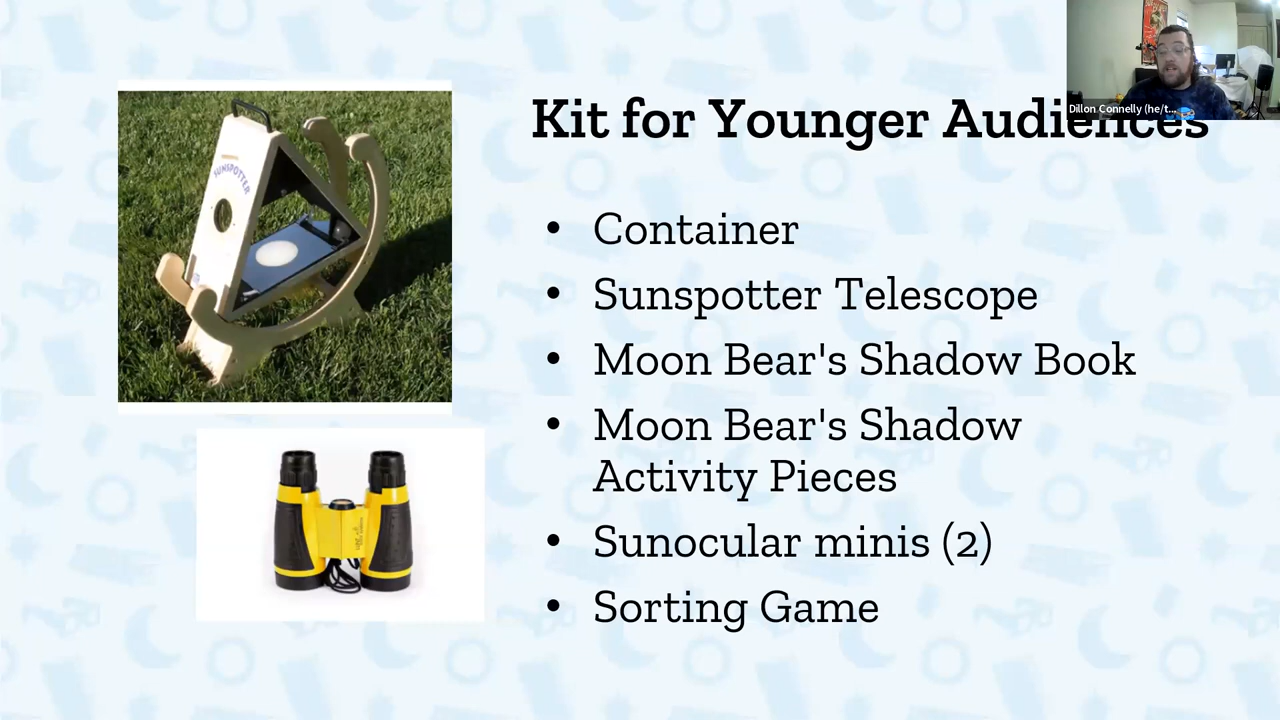 Kit for Younger Audiences
Dillon Connelly (he/t...
SUNSPOTTER
• Container
• Sunspotter Telescope
• Moon Bear's Shadow Book
• Moon Bear's Shadow
Activity Pieces
• Sunocular minis (2)
• Sorting Game